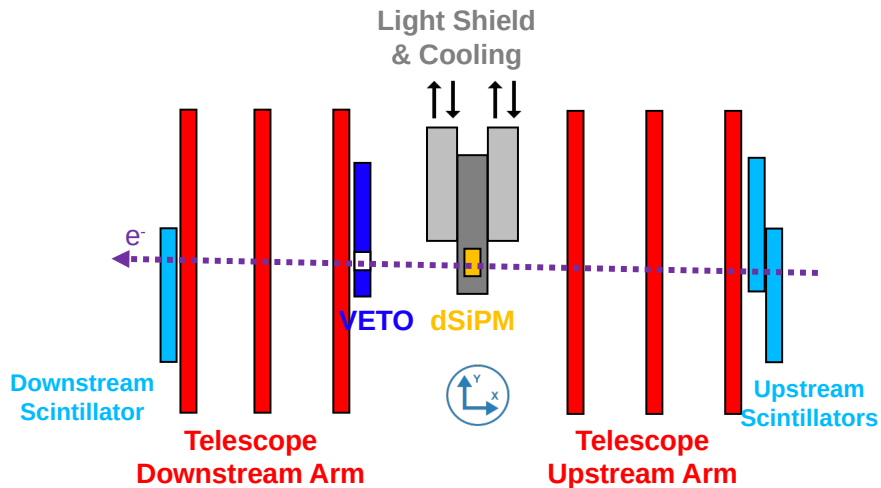 Light Shield
& Cooling
e-
VETO dSiPM
Y
X
Downstream
Scintillator
Upstream
Scintillators
Telescope
Downstream Arm
Telescope
Upstream Arm